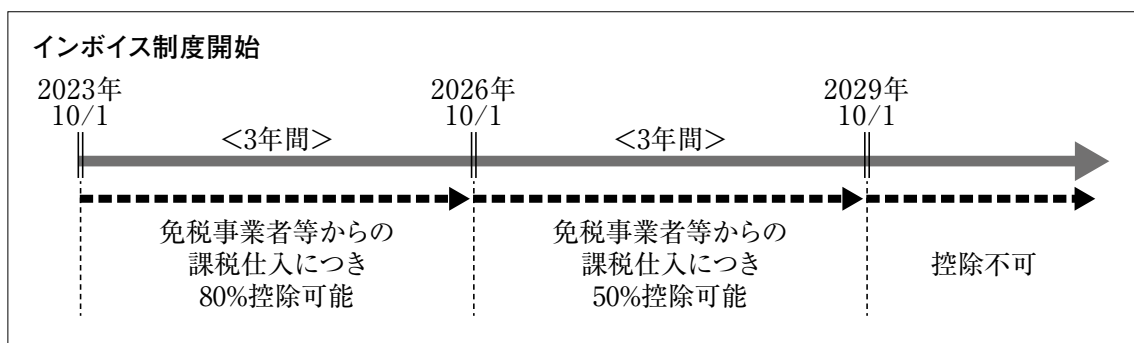 インボイス制度開始
2023年
10/1
2026年
10/1
2029年
10/1
<3年間>
<3年間>
免税事業者等からの
課税仕入につき
80%控除可能
免税事業者等からの
課税仕入につき
50%控除可能
控除不可